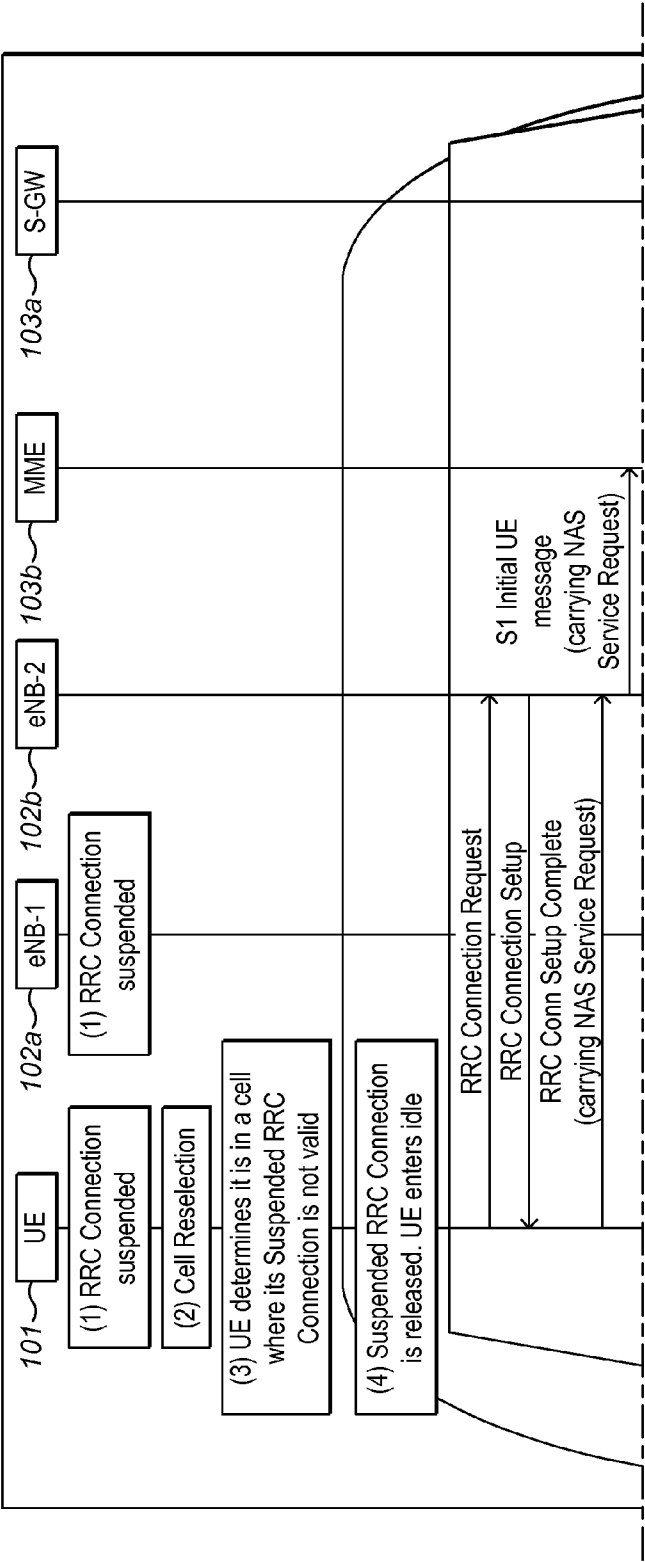 101
UE
102a
eNB-1
102b
eNB-2
103b
MME
103a
S-GW
(1) RRC Connection
suspended
(1) RRC Connection
suspended
(2) Cell Reselection
(3) UE determines it is in a cell
where its Suspended RRC
Connection is not valid
(4) Suspended RRC Connection
is released. UE enters idle
RRC Connection Request
RRC Connection Setup
RRC Conn Setup Complete
(carrying NAS Service Request)
S1 Initial UE
message
(carrying NAS
Service Request)